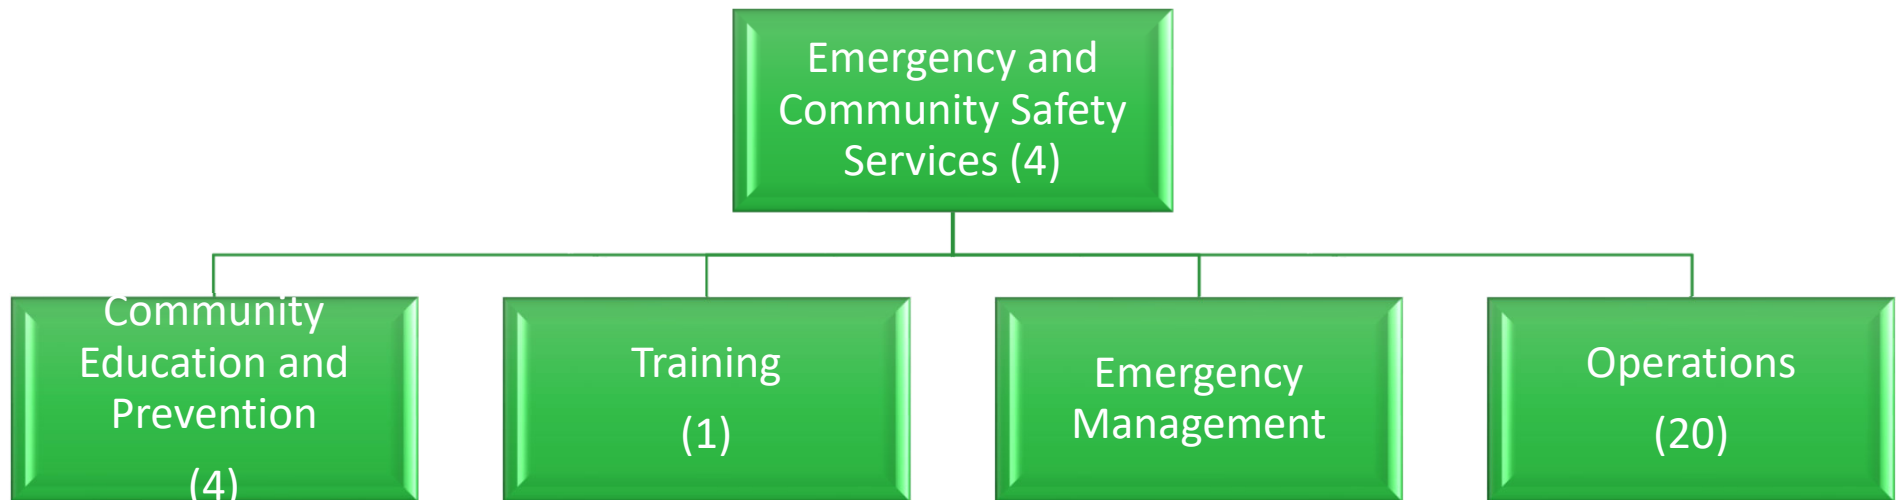 Emergency and
Community Safety
Services (4)
Community
Education and
Prevention
(4)
Training
(1)
Emergency
Management
Operations
(20)